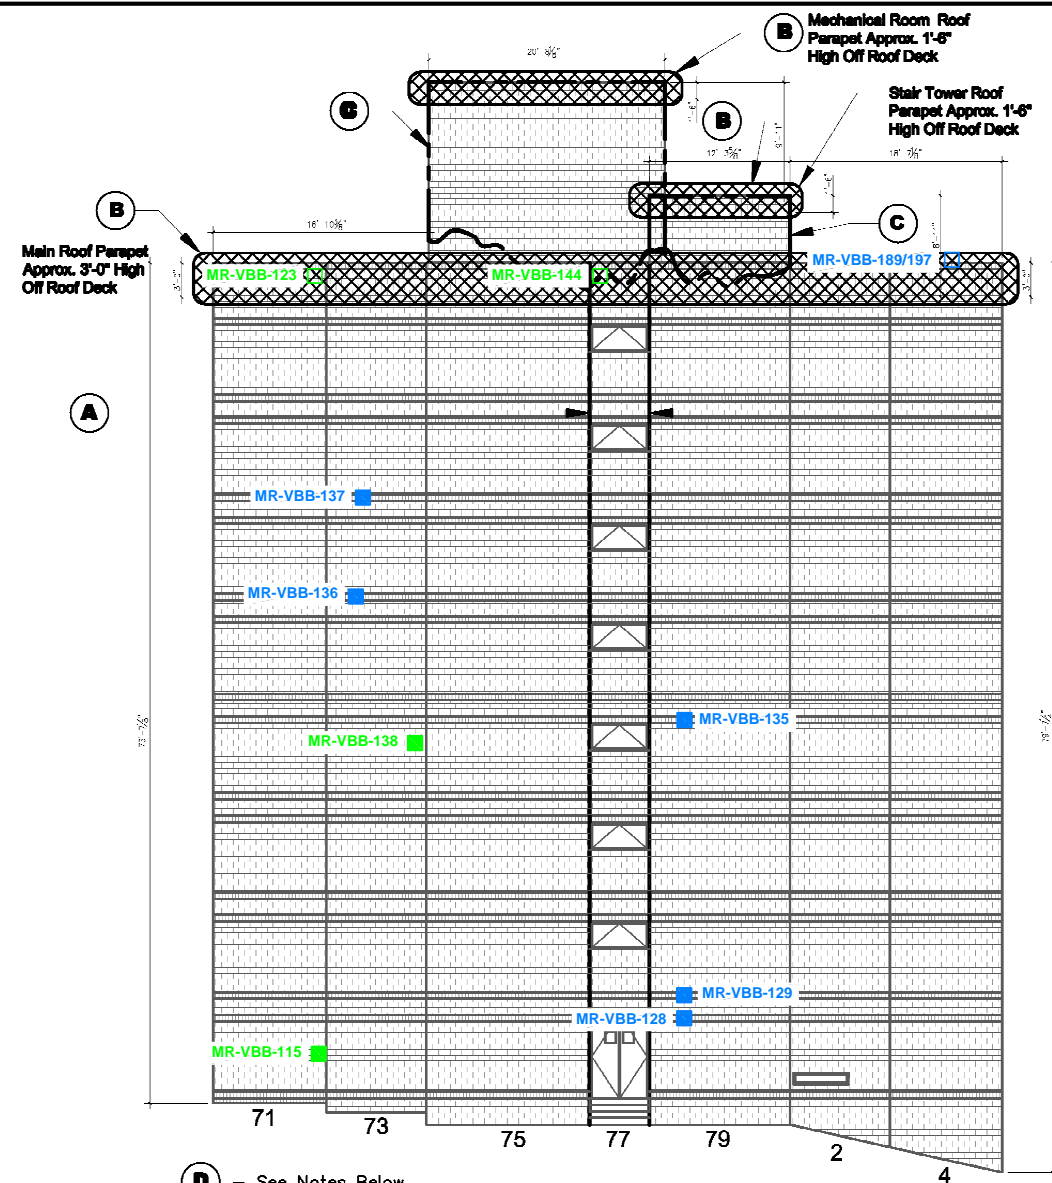 B
Mechanical Room Roof
Parapet Approx. 1'-6"
High Off Roof Deck
C
B
Stair Tower Roof
Parapet Approx. 1'-6"
High Off Roof Deck
B
C
Main Roof Parapet
Approx. 3'-0" High
Off Roof Deck
MR-VBB-123
MR-VBB-144
MR-VBB-189/197
A
MR-VBB-137
MR-VBB-136
MR-VBB-135
MR-VBB-138
MR-VBB-129
MR-VBB-128
MR-VBB-115
71
73
75
77
79
2
4
D – See Notes Below